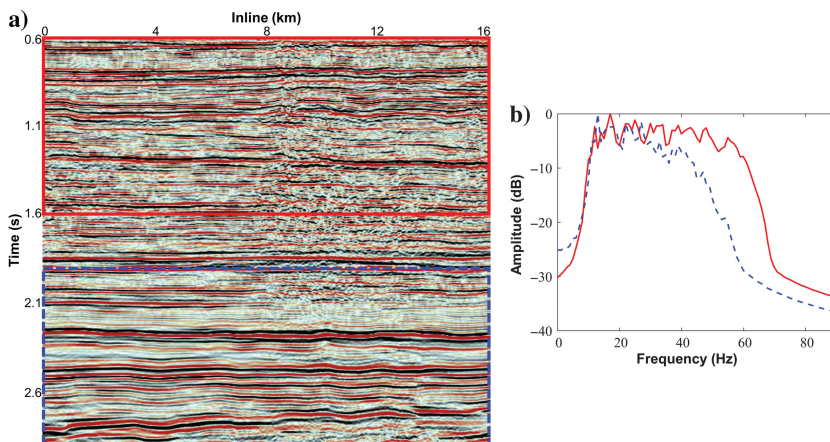 a)
Inline (km)
0 4 8 12 16
0.6
1.1
1.6
2.1
2.6
Time (s)
b)
0
−10
−20
−30
−40
Amplitude (dB)
0 20 40 60 80
Frequency (Hz)